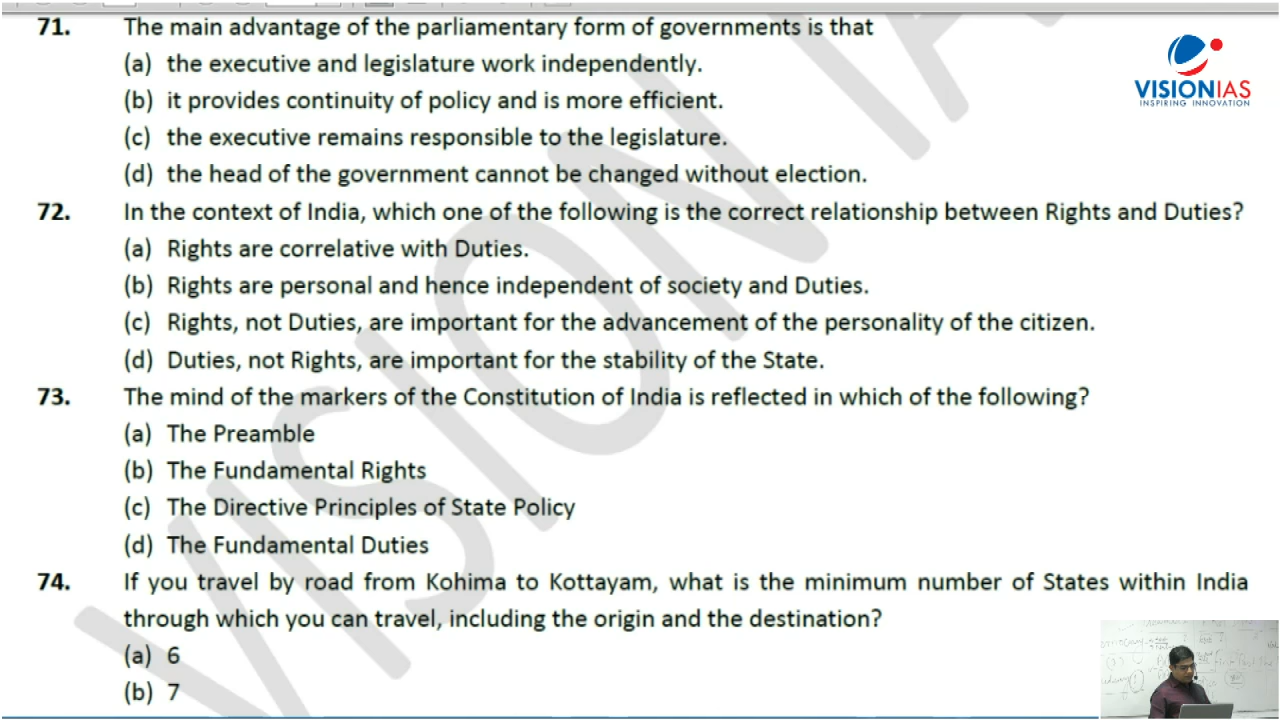 71. The main advantage of the parliamentary form of governments is that
(a) the executive and legislature work independently.
(b) it provides continuity of policy and is more efficient.
(c) the executive remains responsible to the legislature.
(d) the head of the government cannot be changed without election.
72. In the context of India, which one of the following is the correct relationship between Rights and Duties?
(a) Rights are correlative with Duties.
(b) Rights are personal and hence independent of society and Duties.
(c) Rights, not Duties, are important for the advancement of the personality of the citizen.
(d) Duties, not Rights, are important for the stability of the State.
73. The mind of the markers of the Constitution of India is reflected in which of the following?
(a) The Preamble
(b) The Fundamental Rights
(c) The Directive Principles of State Policy
(d) The Fundamental Duties
74. If you travel by road from Kohima to Kottayam, what is the minimum number of States within India
through which you can travel, including the origin and the destination?
(a) 6
(b) 7
VISIONIAS
INSPIRING INNOVATION
VISION IA